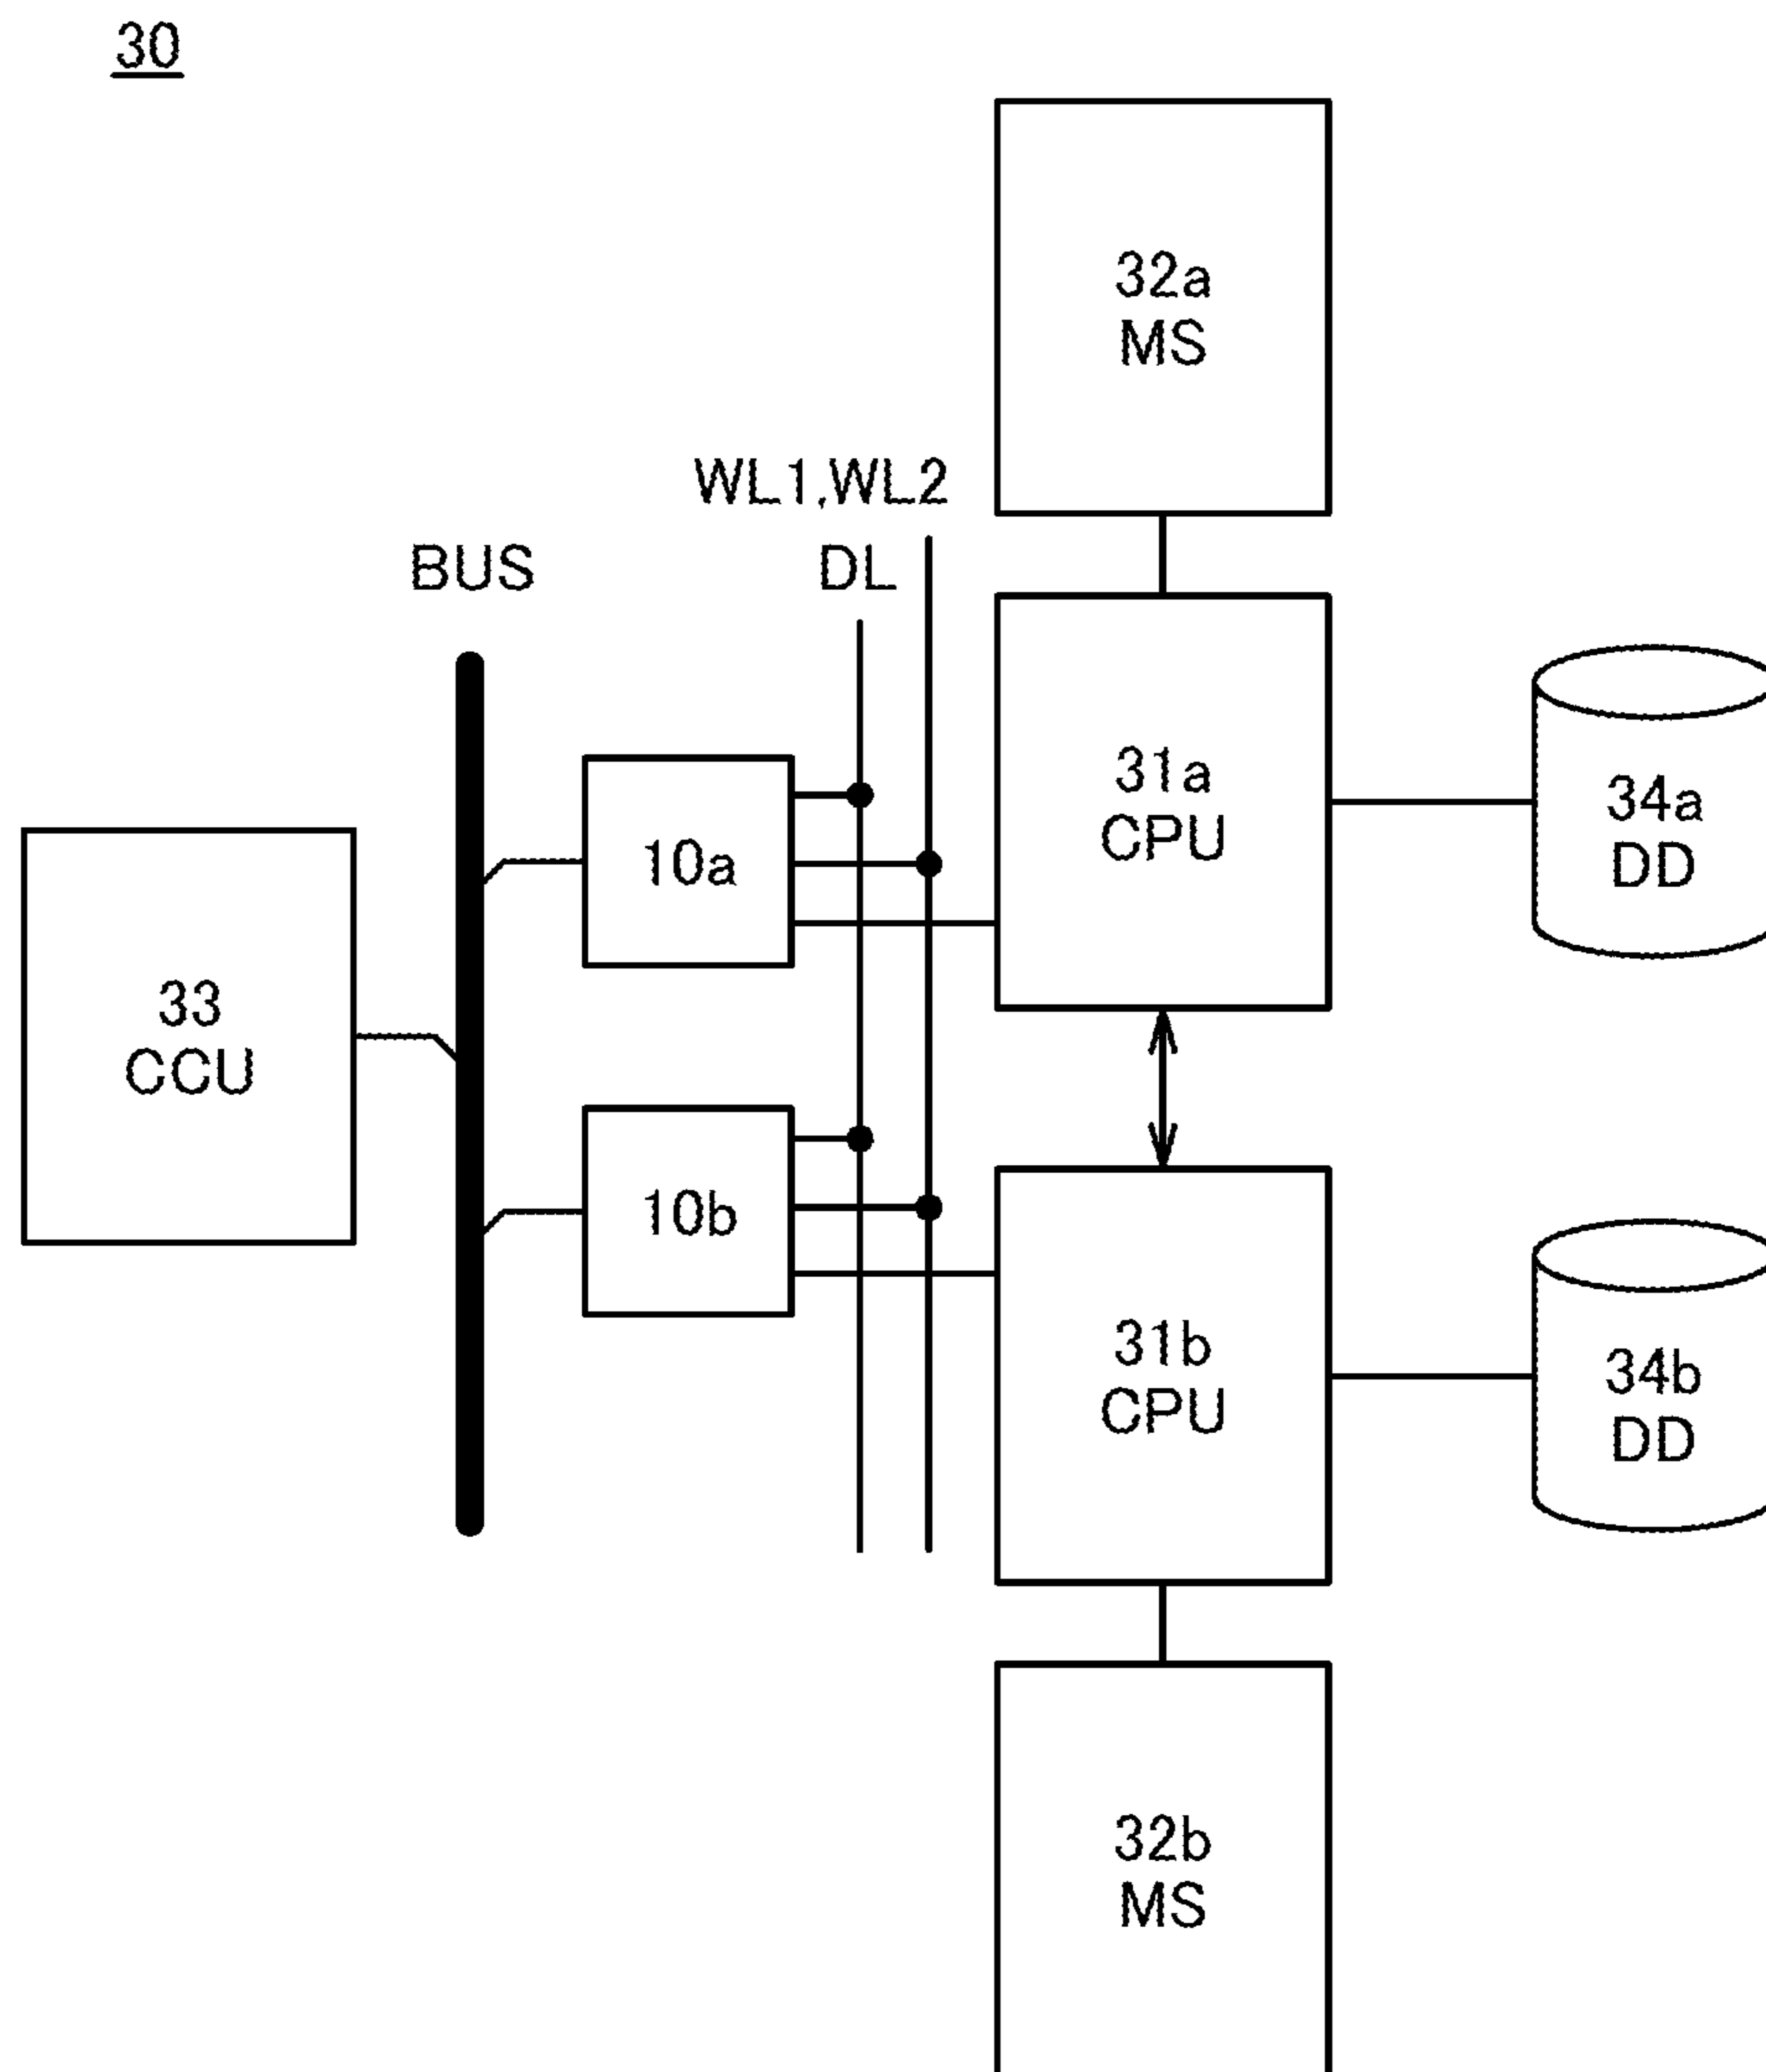 30
32a
MS
WL1,WL2
BUS
DL
31a
CPU
34a
DD
10a
33
CCU
10b
31b
CPU
34b
DD
32b
MS